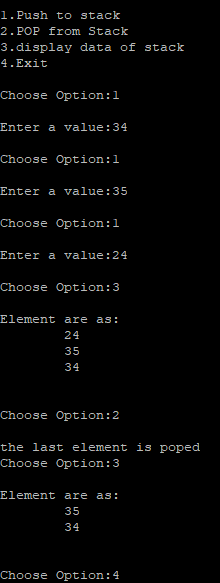 1.Push to stack
2.POP from Stack
3.display data of stack
4.Exit
Choose Option:1
Enter a value:34
Choose Option:1
Enter a value:35
Choose Option:1
Enter a value:24
Choose Option:3
Element are as:
24
35
34
Choose Option:2
the last element is poped
Choose Option:3
Element are as:
35
34
Choose Option:4